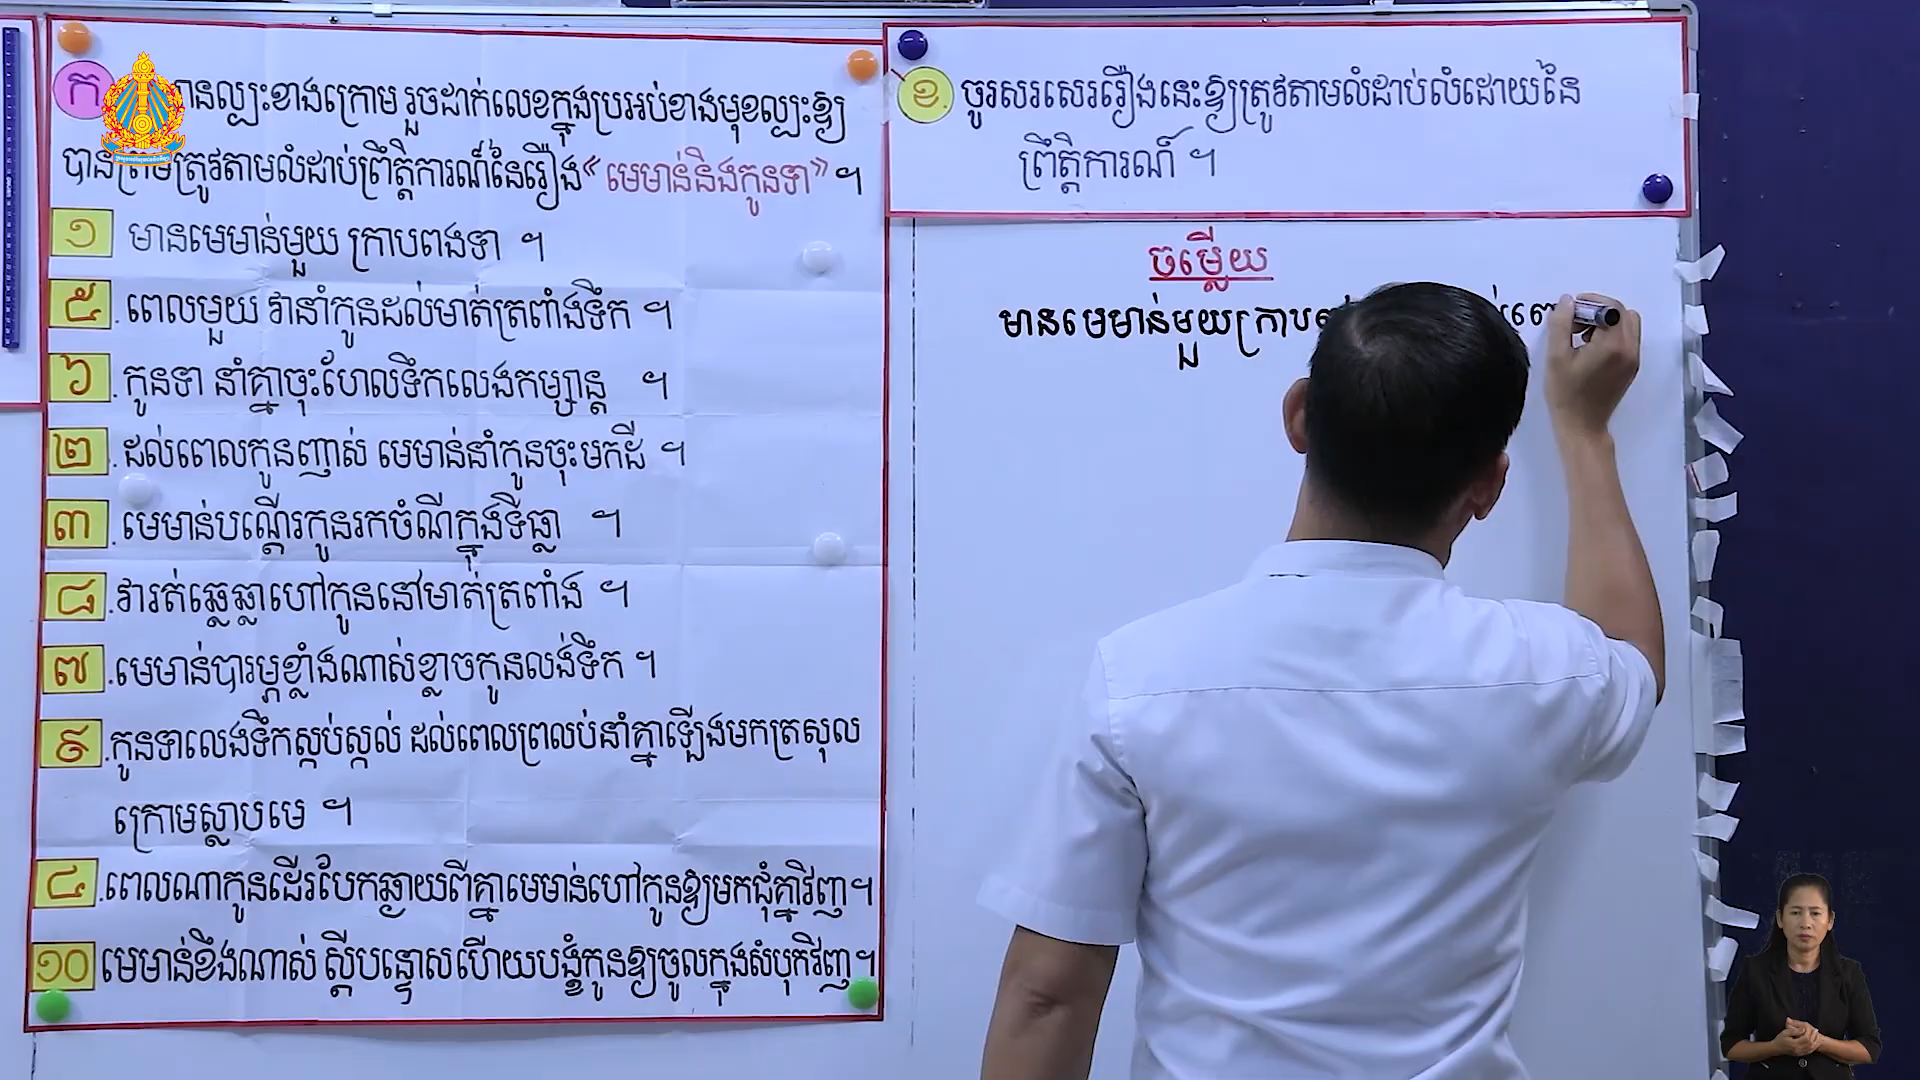 ក
ានល្បះខាងក្រោម រួចដាក់លេខក្នុងប្រអប់ខាងមុខល្បះឱ្យ
បានត្រឹមត្រូវតាមលំដាប់ព្រឹត្តិការណ៍នៃរឿង « មេមាន់និងកូនទា » ។
១ មានមេមាន់មួយ ក្រាបពងទា ។
៥ . ពេលមួយ វានាំកូនដល់មាត់ត្រពាំងទឹក ។
៦ . កូនទា នាំគ្នាចុះហែលទឹកលេងកម្សាន្ត ។
២ . ដល់ពេលកូនញាស់ មេមាន់នាំកូនចុះមកដី ។
៣ . មេមាន់បណ្តើរកូនរកចំណីក្នុងទីធ្លា ។
៨ . វារត់ឆ្លេឆ្លាហៅកូននៅមាត់ត្រពាំង ។
៧ . មេមាន់បារម្ភខ្លាំងណាស់ខ្លាចកូនលង់ទឹក ។
៩ . កូនទាលេងទឹកស្កប់ស្កល់ ដល់ពេលព្រលប់នាំគ្នាឡើងមកត្រសុល
ក្រោមស្លាបមេ ។
៤ . ពេលណាកូនដើរបែកឆ្ងាយពីគ្នាមេមាន់ហៅកូនឱ្យមកជុំគ្នាវិញ ។
១០ មេមាន់ខឹងណាស់ ស្តីបន្ទោសហើយបង្ខំកូនឱ្យចូលក្នុងសំបុកវិញ ។
ខ. ចូរសរសេររឿងនេះឱ្យត្រូវតាមលំដាប់លំដោយនៃ
ព្រឹត្តិការណ៍ ។
ចម្លើយ
មានមេមាន់មួយក្រាប